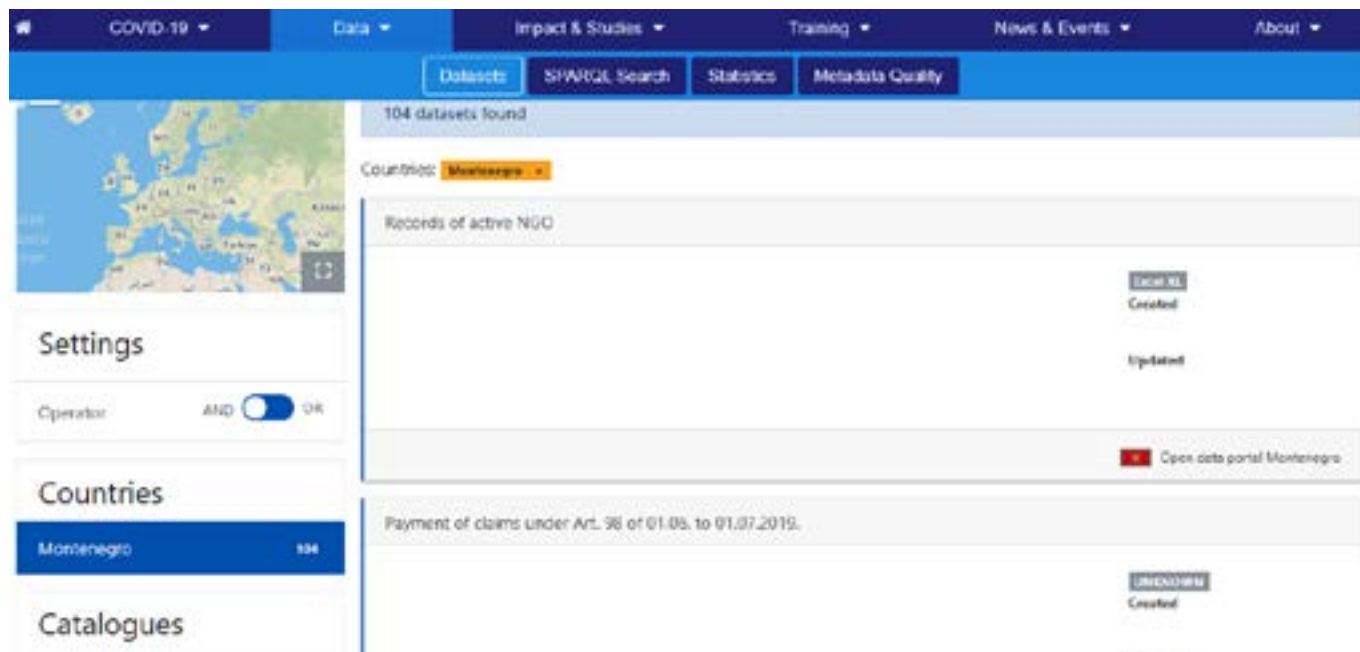 COVID-19
Data
Impact & Studies
Training
News & Events
About
Datasets
SPARQL Search
Statistics
Metadata Quality
104 datasets found
Countries: Montenegro ×
Records of active NGO
Created
Updated
Settings
Operator AND OR
Open data portal Montenegro
Countries
Montenegro 104
Payment of claims under Art. 98 of 01.06. to 01.07.2019.
UNKNOWN
Created
Catalogues